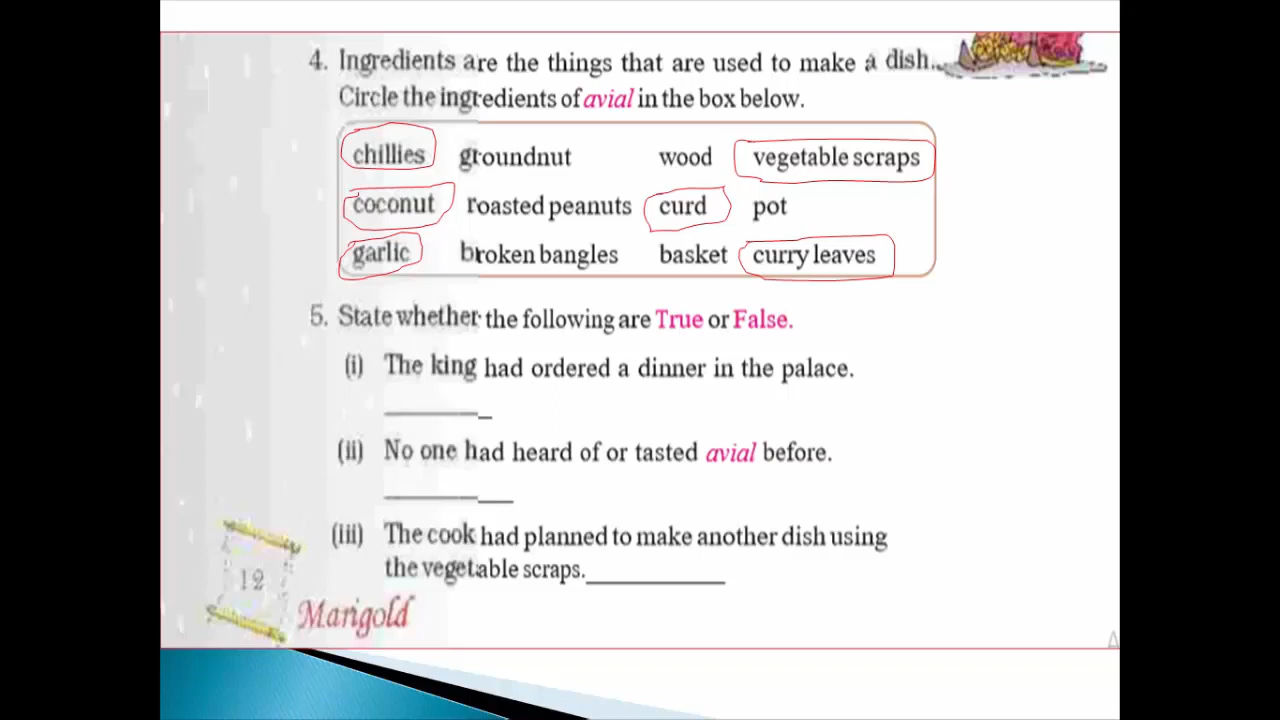 4. Ingredients are the things that are used to make a dish.
Circle the ingredients of avial in the box below.
chillies groundnut wood vegetable scraps
coconut roasted peanuts curd pot
garlic broken bangles basket curry leaves
5. State whether the following are True or False.
(i) The king had ordered a dinner in the palace.
(ii) No one had heard of or tasted avial before.
(iii) The cook had planned to make another dish using
the vegetable scraps.
12
Marigold